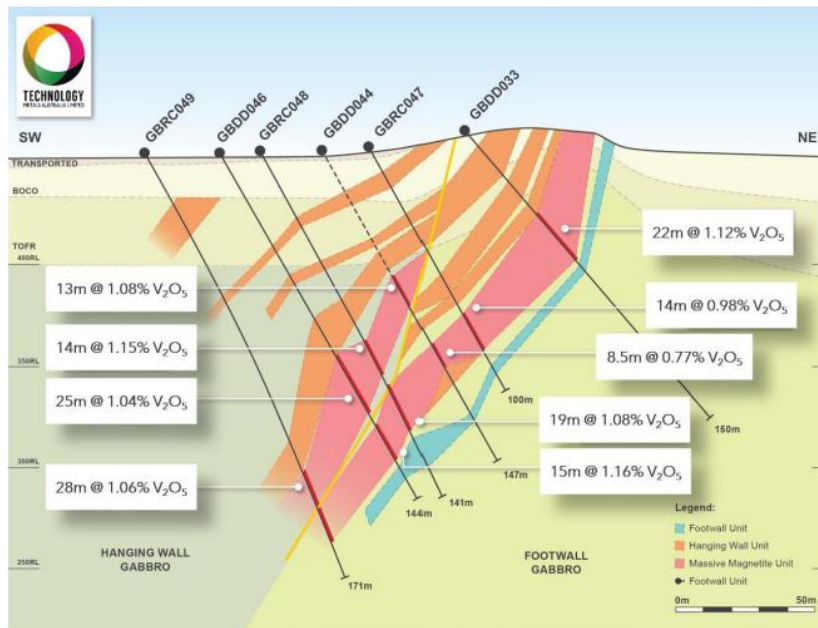 TECHNOLOGY
METALS AUSTRALIA LIMITED
GBRC049
GBDD046
GBRC048
GBDD044
GBRC047
GBDD033
SW
NE
TRANSPORTED
BOCO
TOFR
400RL
350RL
300RL
250RL
13m @ 1.08% V₂O₅
14m @ 1.15% V₂O₅
25m @ 1.04% V₂O₅
28m @ 1.06% V₂O₅
22m @ 1.12% V₂O₅
14m @ 0.98% V₂O₅
8.5m @ 0.77% V₂O₅
19m @ 1.08% V₂O₅
15m @ 1.16% V₂O₅
100m
150m
147m
141m
144m
171m
HANGING WALL
GABBRO
FOOTWALL
GABBRO
Legend:
Footwall Unit
Hanging Wall Unit
Massive Magnetite Unit
Footwall Unit
0m
50m